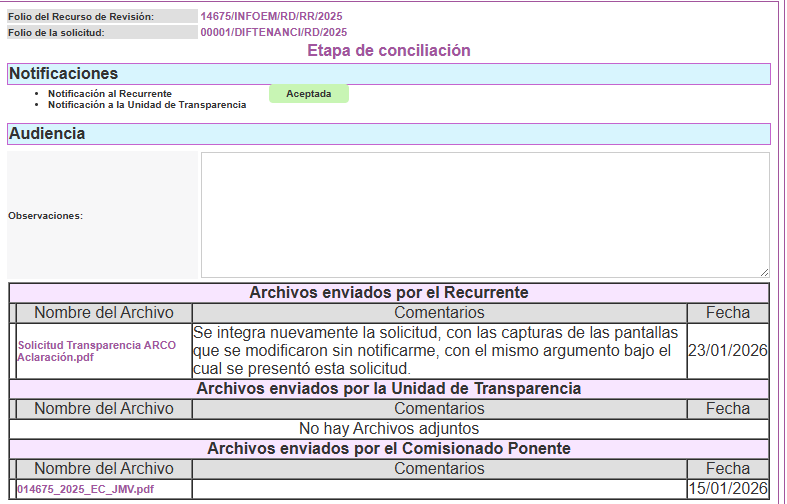 Folio del Recurso de Revisión: 14675/INFOEM/RD/RR/2025
Folio de la solicitud: 00001/DIFTENANCI/RD/2025
Etapa de conciliación
Notificaciones
Notificación al Recurrente Aceptada
Notificación a la Unidad de Transparencia
Audiencia
Observaciones:
Archivos enviados por el Recurrente
Nombre del Archivo Comentarios Fecha
Solicitud Transparencia ARCO
Aclaración.pdf
Se integra nuevamente la solicitud, con las capturas de las pantallas
que se modificaron sin notificarme, con el mismo argumento bajo el
cual se presentó esta solicitud.
23/01/2026
Archivos enviados por la Unidad de Transparencia
Nombre del Archivo Comentarios Fecha
No hay Archivos adjuntos
Archivos enviados por el Comisionado Ponente
Nombre del Archivo Comentarios Fecha
014675_2025_EC_JMV.pdf 15/01/2026